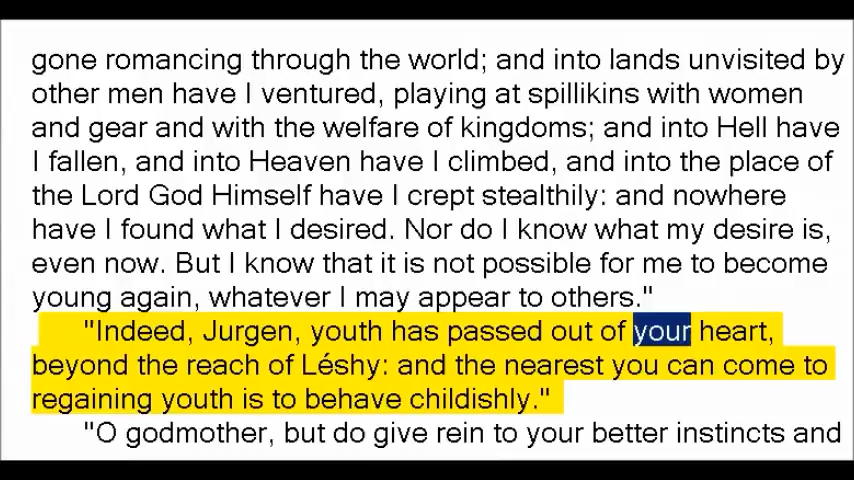 gone romancing through the world; and into lands unvisited by
other men have I ventured, playing at spillikins with women
and gear and with the welfare of kingdoms; and into Hell have
I fallen, and into Heaven have I climbed, and into the place of
the Lord God Himself have I crept stealthily: and nowhere
have I found what I desired. Nor do I know what my desire is,
even now. But I know that it is not possible for me to become
young again, whatever I may appear to others."
"Indeed, Jurgen, youth has passed out of your heart,
beyond the reach of Léshy: and the nearest you can come to
regaining youth is to behave childishly."
"O godmother, but do give rein to your better instincts and